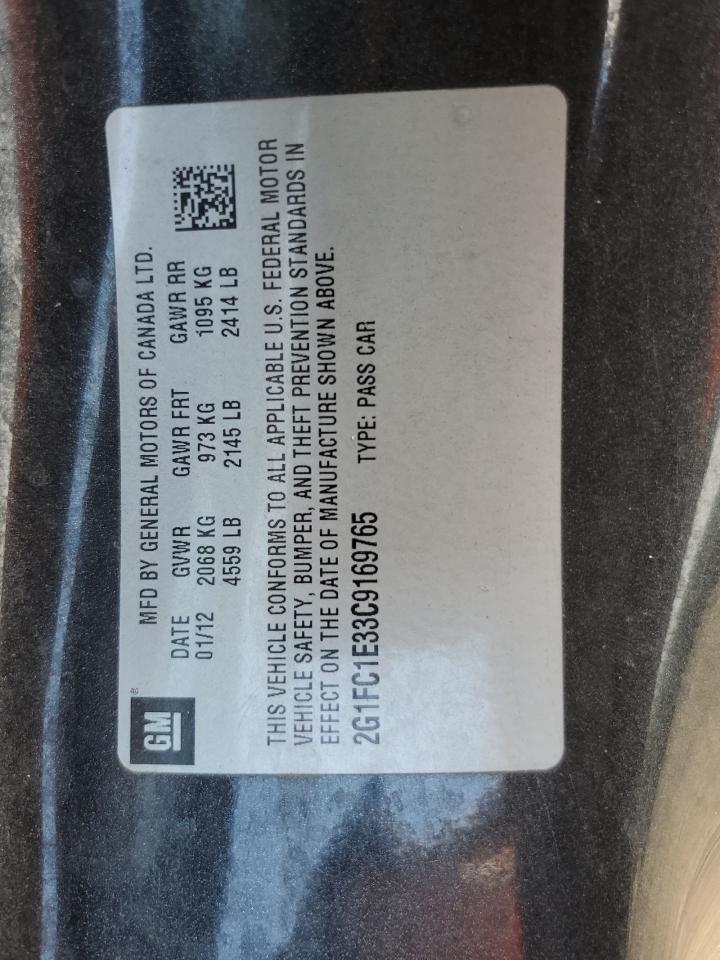 GM ®
MFD BY GENERAL MOTORS OF CANADA LTD.
DATE GVWR GAWR FRT GAWR RR
01/12 2068 KG 973 KG 1095 KG
4559 LB 2145 LB 2414 LB
THIS VEHICLE CONFORMS TO ALL APPLICABLE U.S. FEDERAL MOTOR
VEHICLE SAFETY, BUMPER, AND THEFT PREVENTION STANDARDS IN
EFFECT ON THE DATE OF MANUFACTURE SHOWN ABOVE.
2G1FC1E33C9169765 TYPE: PASS CAR